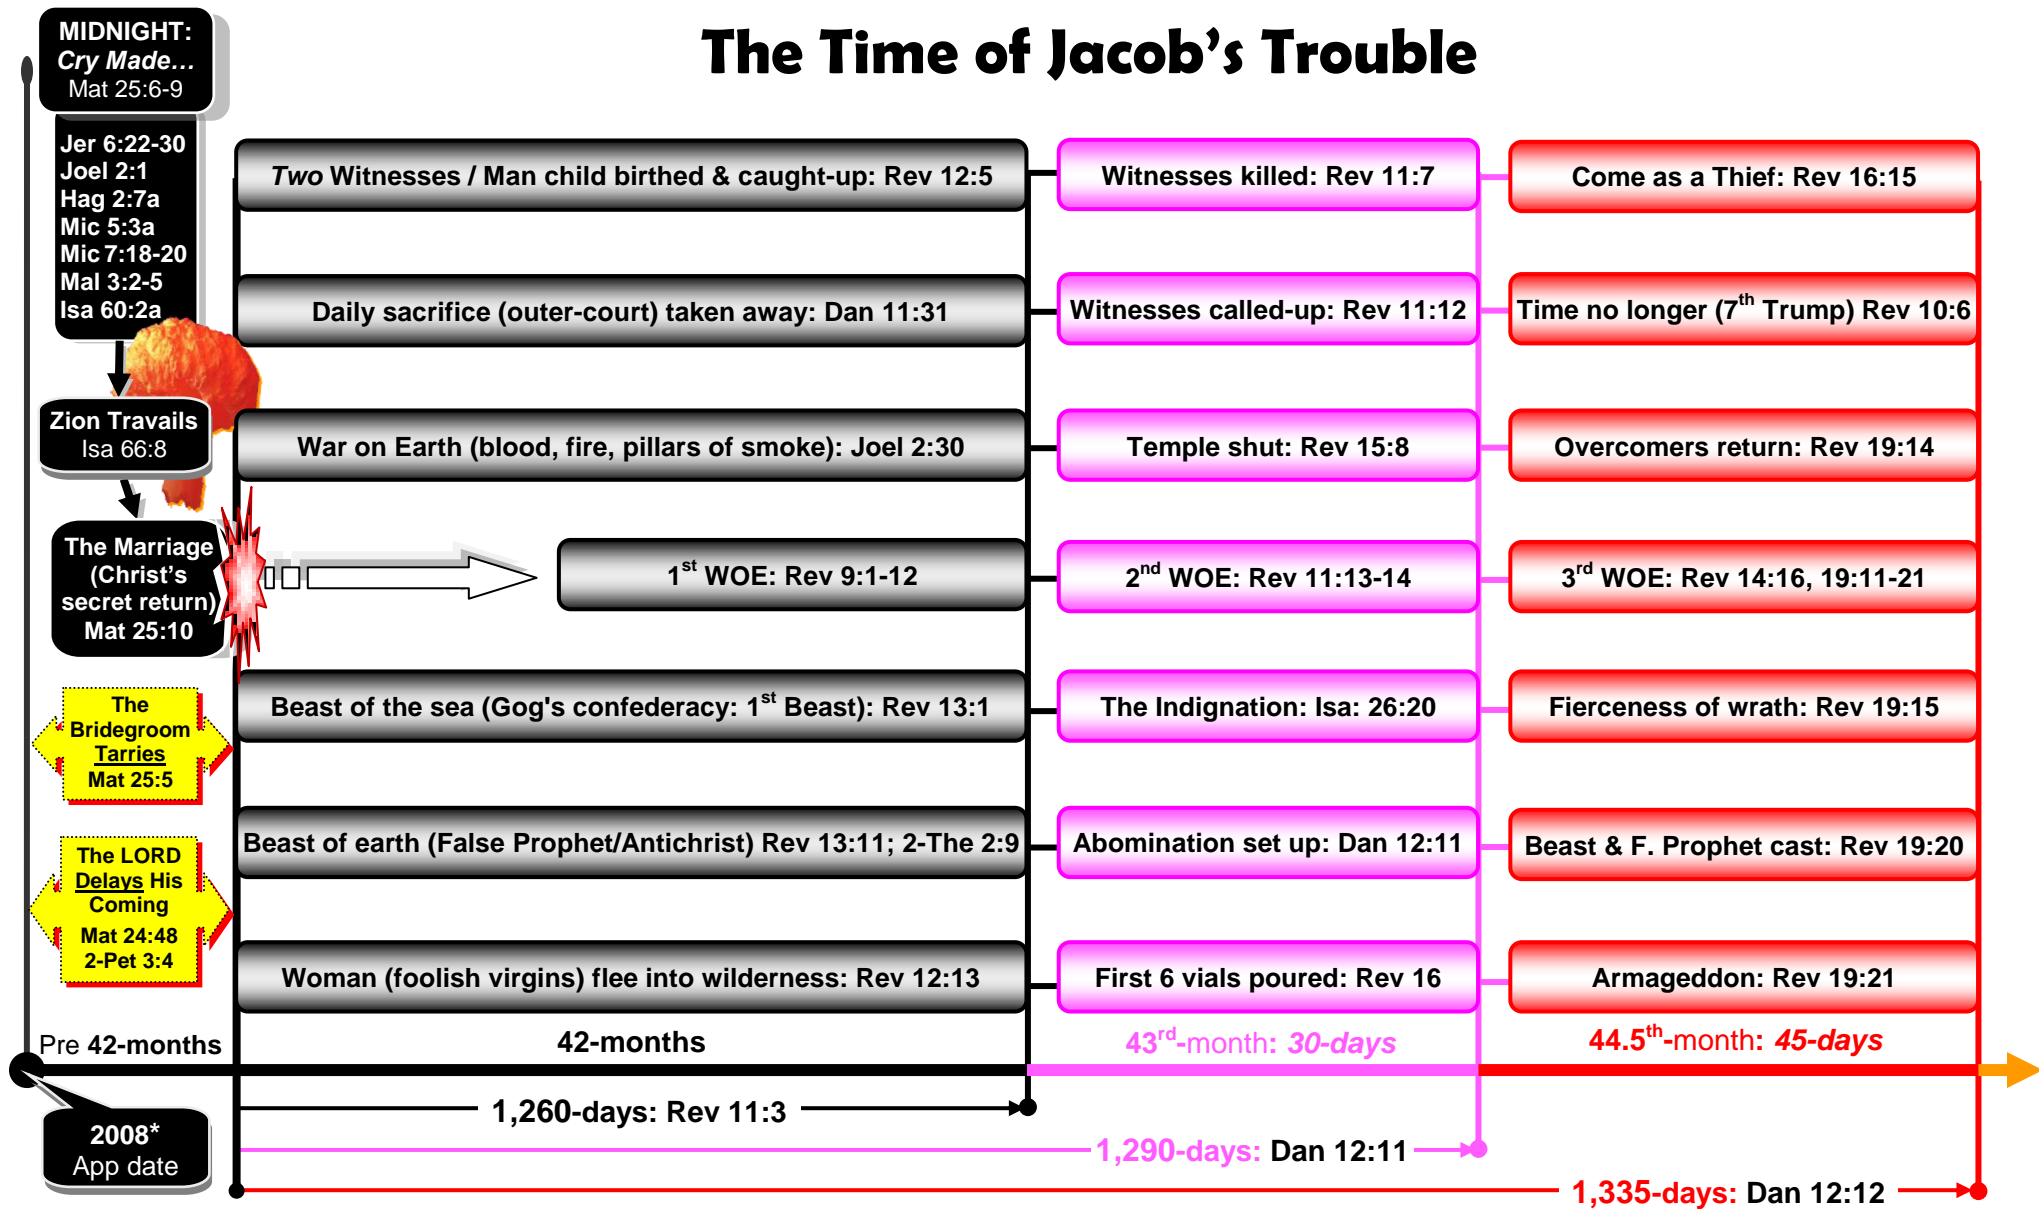 The Time of Jacob's Trouble
MIDNIGHT:
Cry Made…
Mat 25:6-9
Jer 6:22-30
Joel 2:1
Hag 2:7a
Mic 5:3a
Mic 7:18-20
Mal 3:2-5
Isa 60:2a
Zion Travails
Isa 66:8
The Marriage
(Christ's
secret return)
Mat 25:10
The
Bridegroom
Tarries
Mat 25:5
The LORD
Delays His
Coming
Mat 24:48
2-Pet 3:4
Two Witnesses / Man child birthed & caught-up: Rev 12:5
Witnesses killed: Rev 11:7
Come as a Thief: Rev 16:15
Daily sacrifice (outer-court) taken away: Dan 11:31
Witnesses called-up: Rev 11:12
Time no longer (7th Trump) Rev 10:6
War on Earth (blood, fire, pillars of smoke): Joel 2:30
Temple shut: Rev 15:8
Overcomers return: Rev 19:14
1st WOE: Rev 9:1-12
2nd WOE: Rev 11:13-14
3rd WOE: Rev 14:16, 19:11-21
Beast of the sea (Gog's confederacy: 1st Beast): Rev 13:1
The Indignation: Isa: 26:20
Fierceness of wrath: Rev 19:15
Beast of earth (False Prophet/Antichrist) Rev 13:11; 2-The 2:9
Abomination set up: Dan 12:11
Beast & F. Prophet cast: Rev 19:20
Woman (foolish virgins) flee into wilderness: Rev 12:13
First 6 vials poured: Rev 16
Armageddon: Rev 19:21
Pre 42-months
42-months
43rd-month: 30-days
44.5th-month: 45-days
2008*
App date
1,260-days: Rev 11:3
1,290-days: Dan 12:11
1,335-days: Dan 12:12